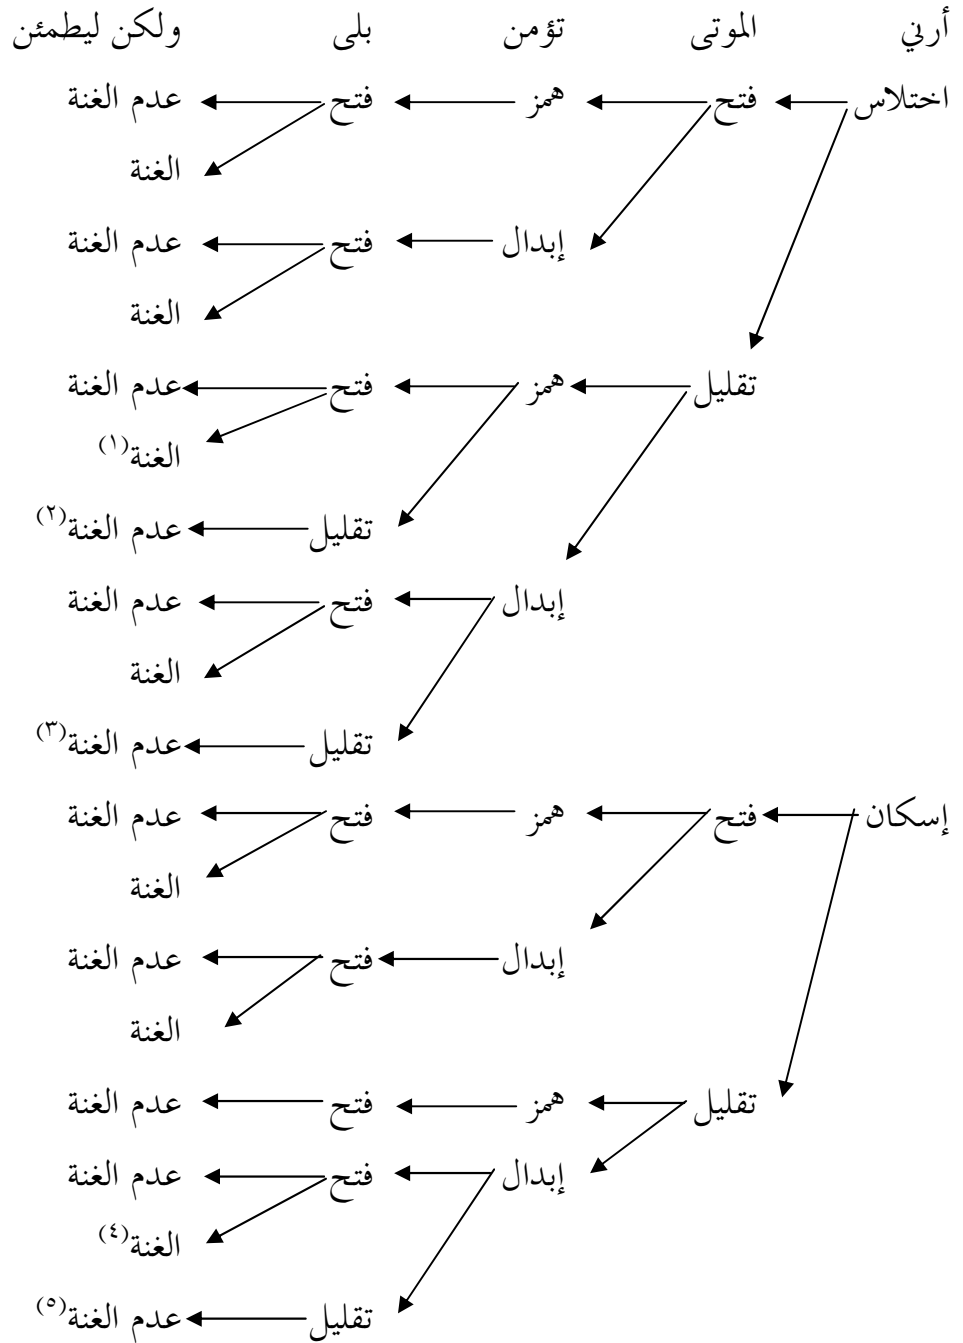 أرني الموتى تؤمن بلى ولكن ليطمئن
اختلاس فتح همز فتح عدم الغنة
الغنة
إبدال فتح عدم الغنة
الغنة
تقليل همز فتح عدم الغنة
الغنة(١)
تقليل عدم الغنة(٢)
إبدال فتح عدم الغنة
الغنة
تقليل عدم الغنة(٣)
إسكان فتح همز فتح عدم الغنة
الغنة
إبدال فتح عدم الغنة
الغنة
تقليل همز فتح عدم الغنة
إبدال فتح عدم الغنة
الغنة(٤)
تقليل عدم الغنة(٥)